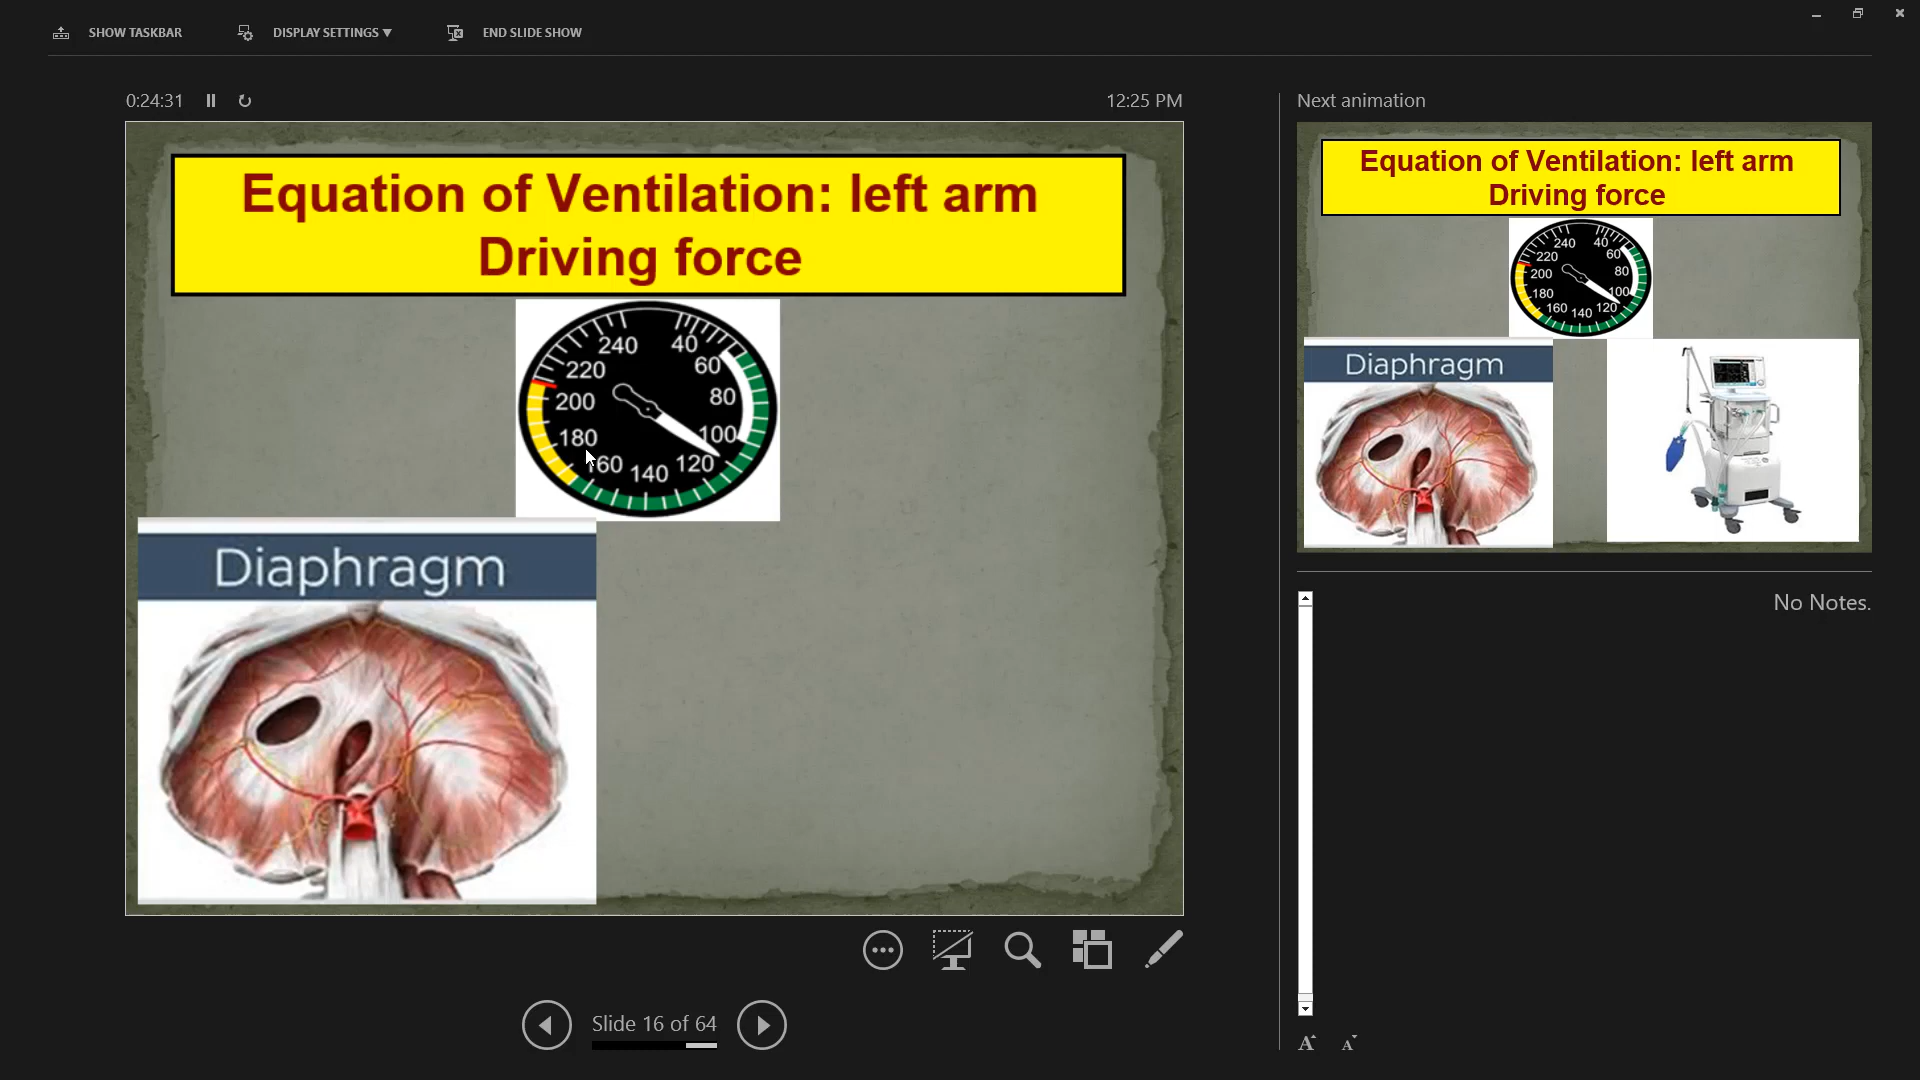 SHOW TASKBAR
DISPLAY SETTINGS ▼
END SLIDE SHOW
0:24:31
12:25 PM
Equation of Ventilation: left arm
Driving force
240
40
220
60
200
80
180
100
60
140
120
Diaphragm
Slide 16 of 64
Next animation
Equation of Ventilation: left arm
Driving force
240
40
220
60
200
80
180
100
160
140
120
Diaphragm
No Notes.
A
A